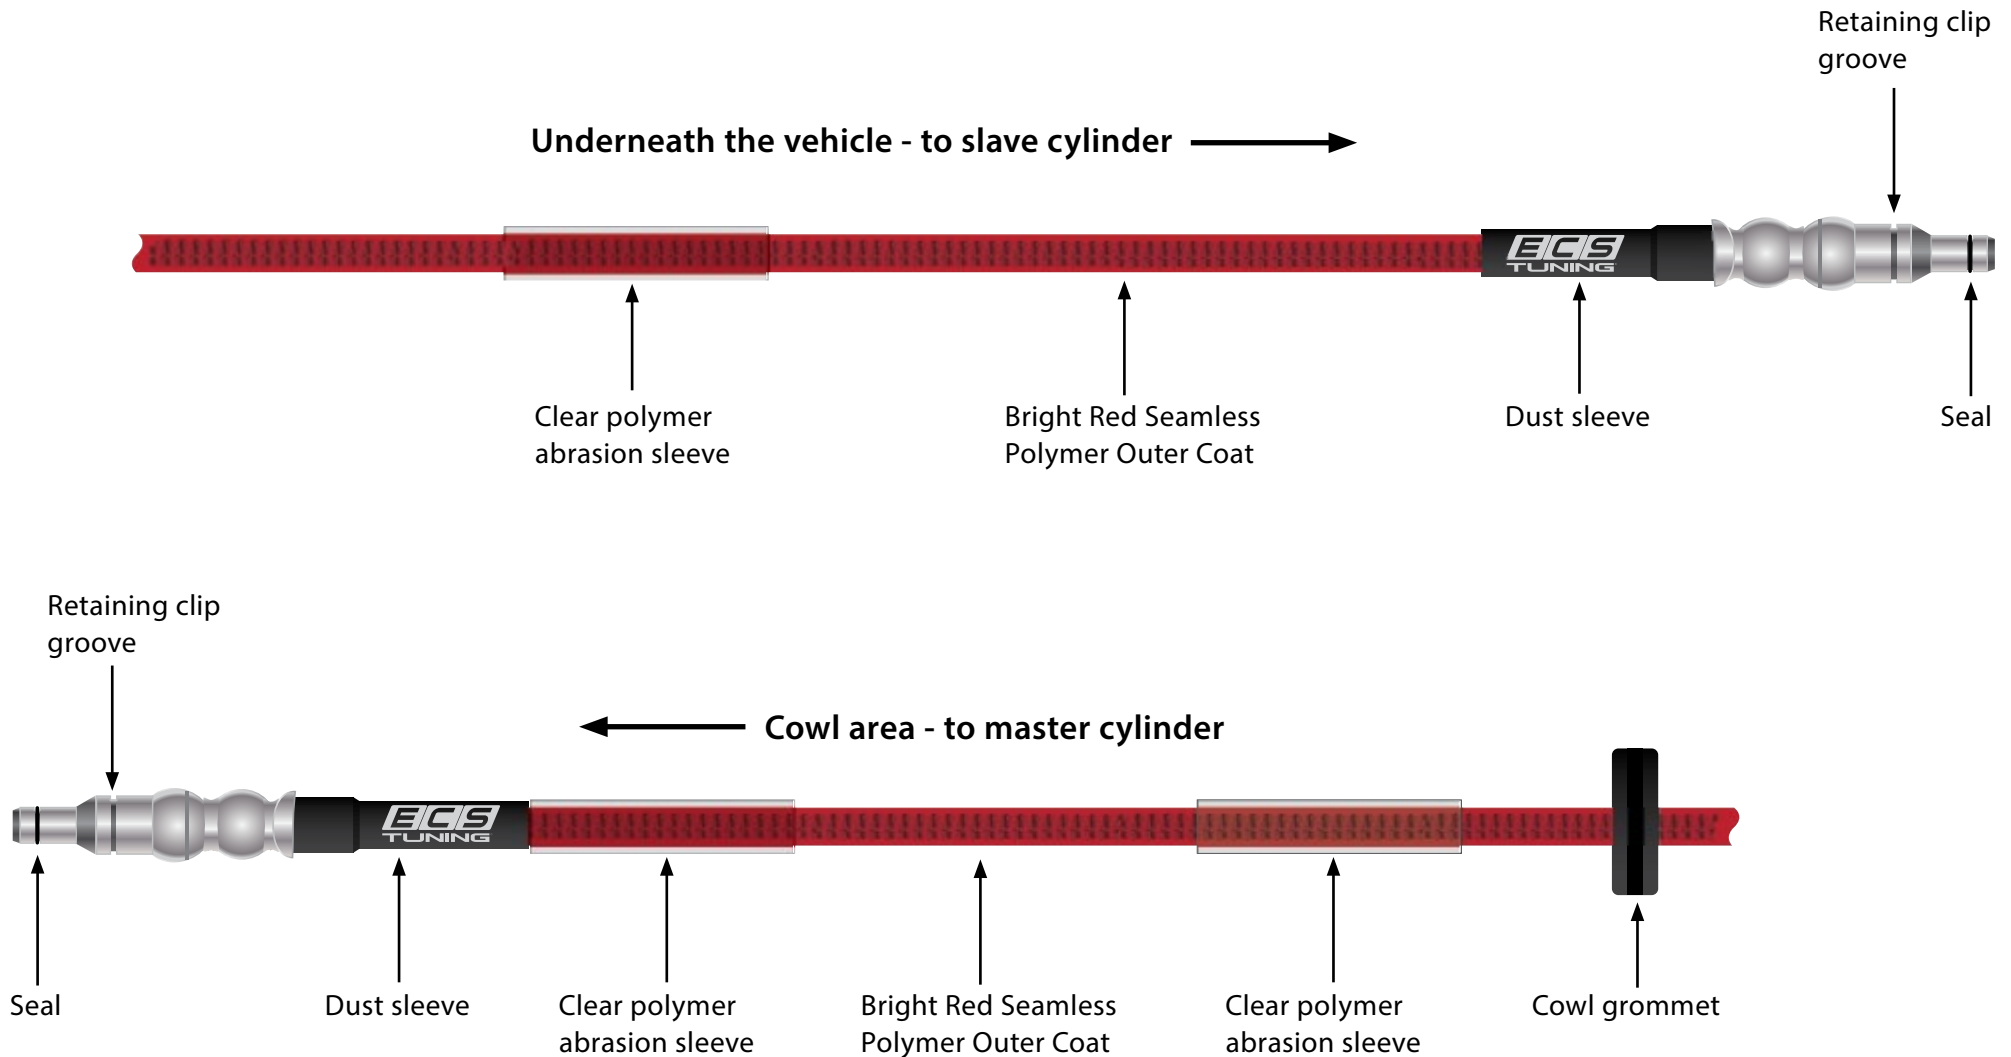 Retaining clip
groove
Underneath the vehicle - to slave cylinder
ECS
TUNING
Clear polymer
abrasion sleeve
Bright Red Seamless
Polymer Outer Coat
Dust sleeve
Seal
Retaining clip
groove
Cowl area - to master cylinder
ECS
TUNING
Seal
Dust sleeve
Clear polymer
abrasion sleeve
Bright Red Seamless
Polymer Outer Coat
Clear polymer
abrasion sleeve
Cowl grommet